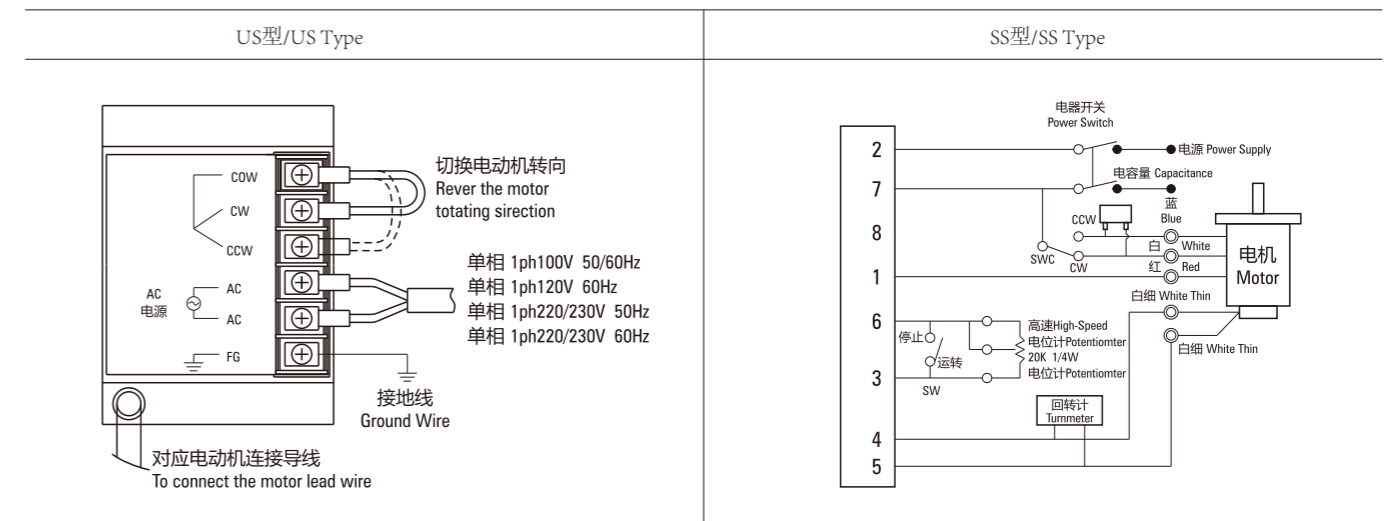 US型/US Type
SS型/SS Type
COW
CW
CCW
AC
AC
FG
AC
电源
切换电动机转向
Rever the motor
totating sirection
单相 1ph100V 50/60Hz
单相 1ph120V 60Hz
单相 1ph220/230V 50Hz
单相 1ph220/230V 60Hz
接地线
Ground Wire
对应电动机连接导线
To connect the motor lead wire
2
7
8
1
6
3
4
5
电器开关
Power Switch
电源 Power Supply
电容量 Capacitance
蓝
Blue
CCW
白 White
SWC
CW
红 Red
电机
Motor
白细 White Thin
停止
运转
SW
高速High-Speed
电位计Potentiomter
20K 1/4W
电位计Potentiomter
白细 White Thin
回转计
Tummeter